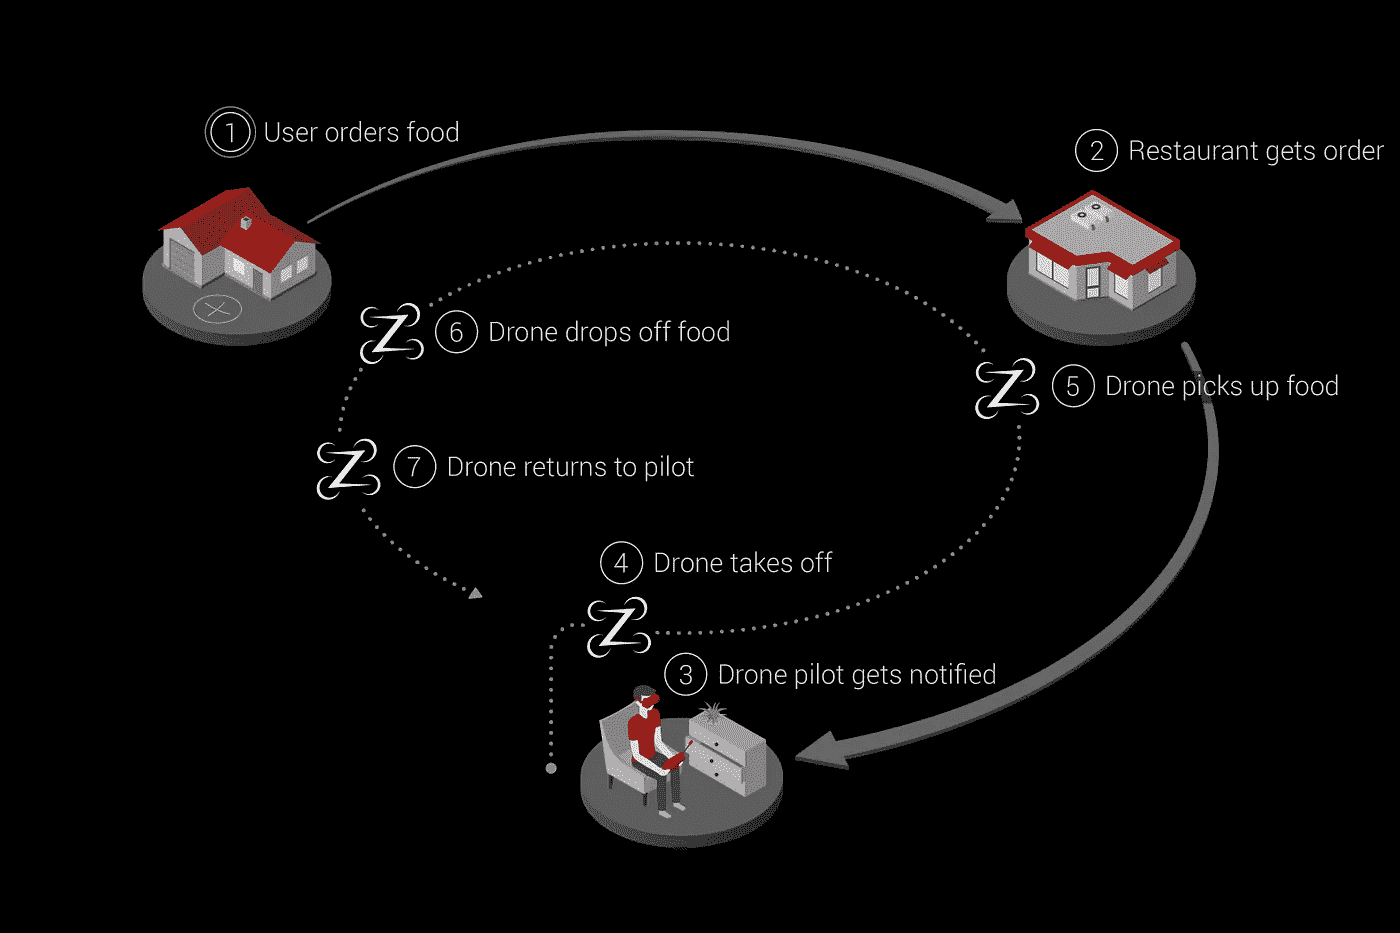 1 User orders food
2 Restaurant gets order
3 Drone pilot gets notified
4 Drone takes off
5 Drone picks up food
6 Drone drops off food
7 Drone returns to pilot